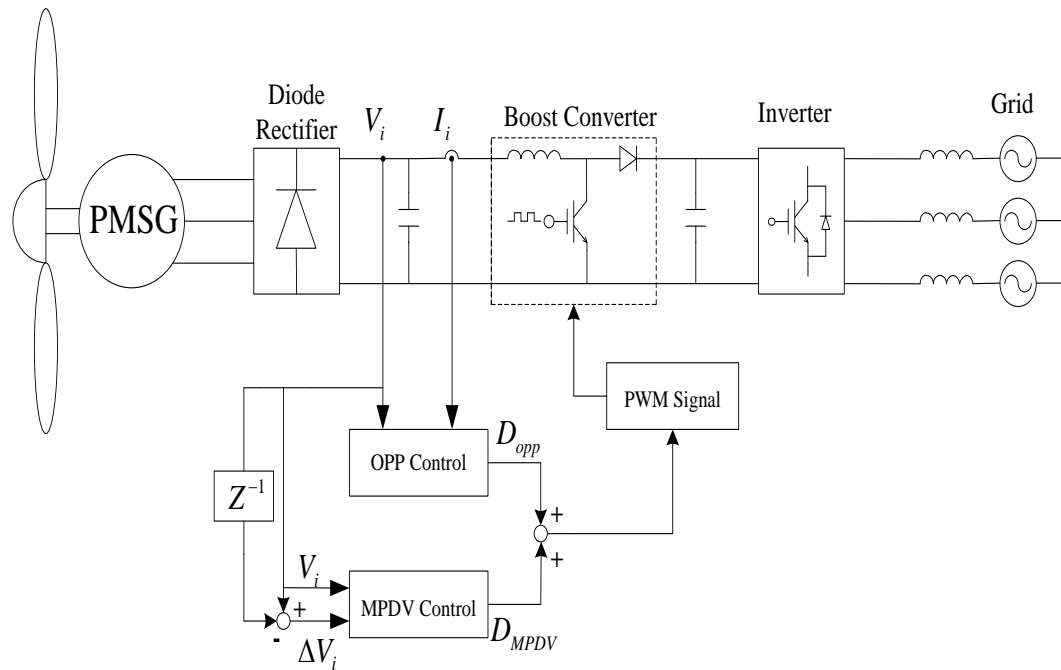 Diode
Rectifier
V_i
I_i
Boost Converter
Inverter
Grid
PMSG
PWM Signal
OPP Control
D_opp
Z^-1
+
+
V_i
MPDV Control
+
-
ΔV_i
D_MPDV